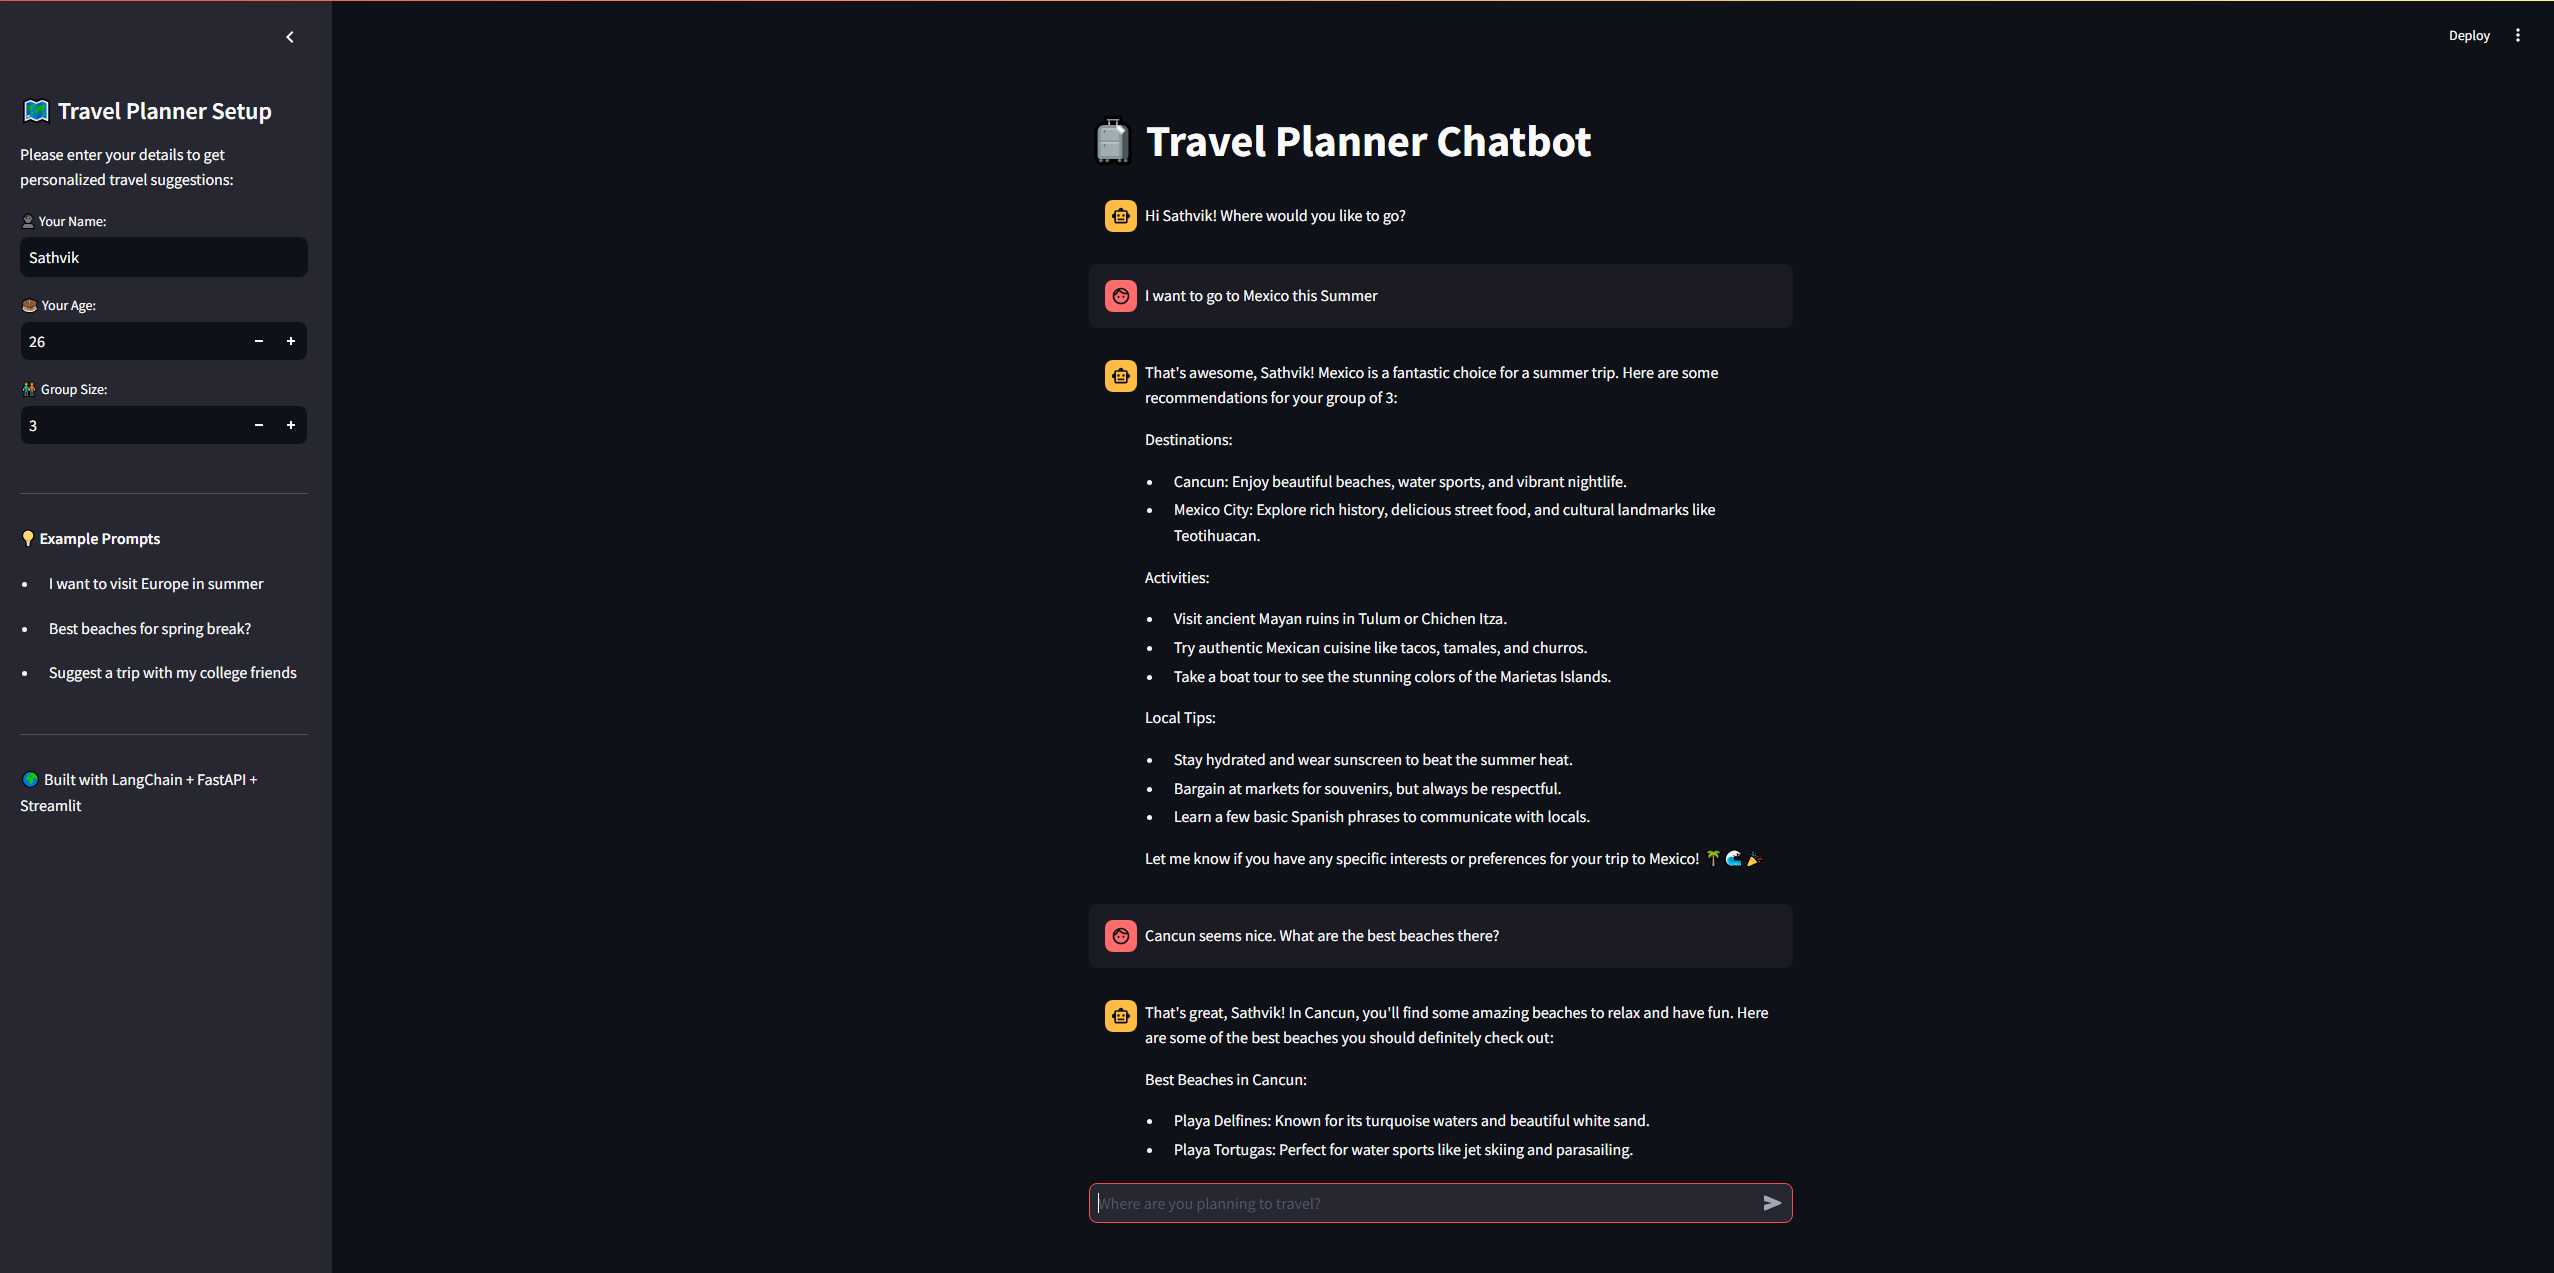 Travel Planner Setup
Please enter your details to get
personalized travel suggestions:
Your Name:
Sathvik
Your Age:
26
Group Size:
3
Example Prompts
• I want to visit Europe in summer
• Best beaches for spring break?
• Suggest a trip with my college friends
Built with LangChain + FastAPI +
Streamlit
Deploy
Travel Planner Chatbot
Hi Sathvik! Where would you like to go?
I want to go to Mexico this Summer
That's awesome, Sathvik! Mexico is a fantastic choice for a summer trip. Here are some
recommendations for your group of 3:
Destinations:
• Cancun: Enjoy beautiful beaches, water sports, and vibrant nightlife.
• Mexico City: Explore rich history, delicious street food, and cultural landmarks like
Teotihuacan.
Activities:
• Visit ancient Mayan ruins in Tulum or Chichen Itza.
• Try authentic Mexican cuisine like tacos, tamales, and churros.
• Take a boat tour to see the stunning colors of the Marietas Islands.
Local Tips:
• Stay hydrated and wear sunscreen to beat the summer heat.
• Bargain at markets for souvenirs, but always be respectful.
• Learn a few basic Spanish phrases to communicate with locals.
Let me know if you have any specific interests or preferences for your trip to Mexico! 🌴 🌊 🎉
Cancun seems nice. What are the best beaches there?
That's great, Sathvik! In Cancun, you'll find some amazing beaches to relax and have fun. Here
are some of the best beaches you should definitely check out:
Best Beaches in Cancun:
• Playa Delfines: Known for its turquoise waters and beautiful white sand.
• Playa Tortugas: Perfect for water sports like jet skiing and parasailing.
Where are you planning to travel?